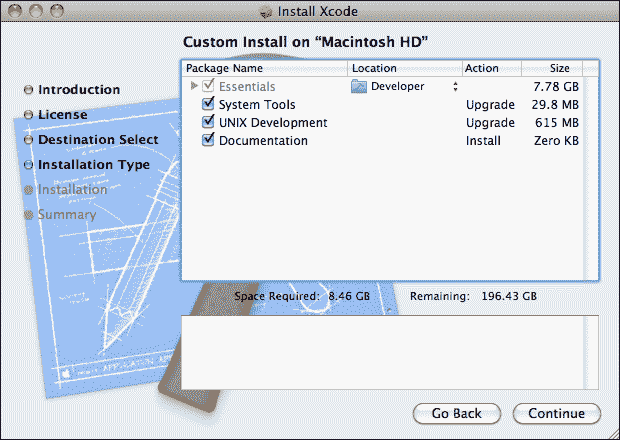 Install Xcode
Custom Install on “Macintosh HD”
Package Name Location Action Size
Essentials Developer 7.78 GB
System Tools Upgrade 29.8 MB
UNIX Development Upgrade 615 MB
Documentation Install Zero KB
Introduction
License
Destination Select
Installation Type
Installation
Summary
Space Required: 8.46 GB Remaining: 196.43 GB
Go Back Continue